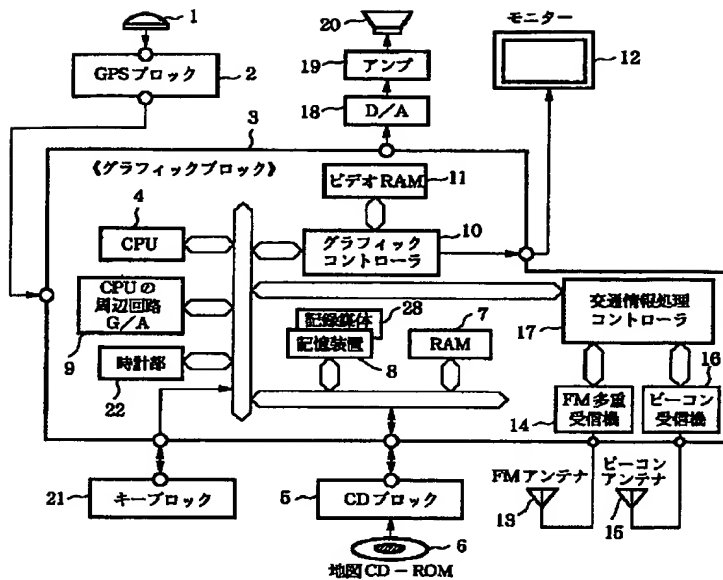 1
GPSブロック
2
20
アンプ
19
D/A
18
モニター
12
3
《グラフィックブロック》
ビデオRAM
11
4
CPU
グラフィック
コントローラ
10
CPUの
周辺回路
G/A
9
交通情報処理
コントローラ
17
記録媒体
28
記憶装置
8
7
RAM
時計部
22
FM多重
受信機
14
ビーコン
受信機
16
21
キーブロック
5
CDブロック
FMアンテナ
13
ビーコン
アンテナ
15
6
地図CD-ROM